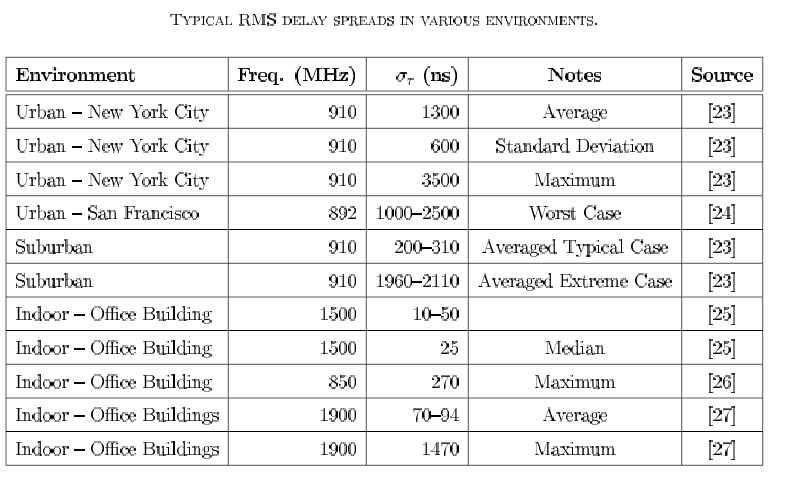 Typical RMS delay spreads in various environments.
Environment Freq. (MHz) στ (ns) Notes Source
Urban – New York City 910 1300 Average [23]
Urban – New York City 910 600 Standard Deviation [23]
Urban – New York City 910 3500 Maximum [23]
Urban – San Francisco 892 1000–2500 Worst Case [24]
Suburban 910 200–310 Averaged Typical Case [23]
Suburban 910 1960–2110 Averaged Extreme Case [23]
Indoor – Office Building 1500 10–50 [25]
Indoor – Office Building 1500 25 Median [25]
Indoor – Office Building 850 270 Maximum [26]
Indoor – Office Buildings 1900 70–94 Average [27]
Indoor – Office Buildings 1900 1470 Maximum [27]